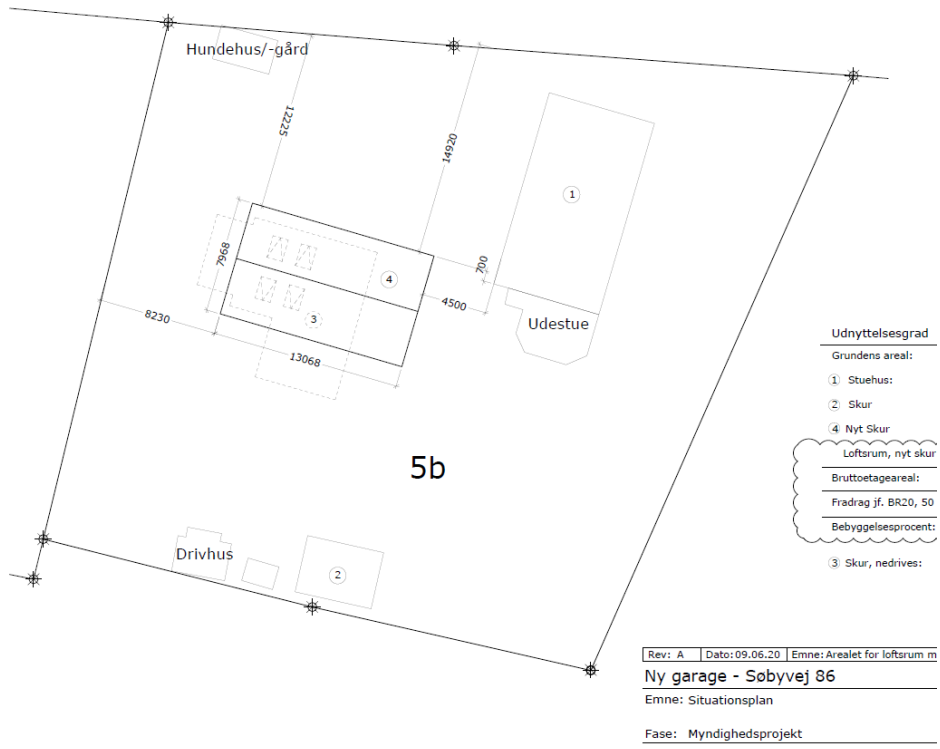 Hundehus/-gård
12225
14920
1
7968
4
700
4500
8230
3
Udestue
13068
Udnyttelsesgrad
Grundens areal:
1 Stuehus:
2 Skur
4 Nyt Skur
Loftsrum, nyt skur
Bruttoetageareal:
Fradrag jf. BR20, 50
Bebyggelsesprocent:
3 Skur, nedrives:
5b
Drivhus
2
Rev: A Dato:09.06.20 Emne: Arealet for loftsrum m
Ny garage - Søbyvej 86
Emne: Situationsplan
Fase: Myndighedsprojekt